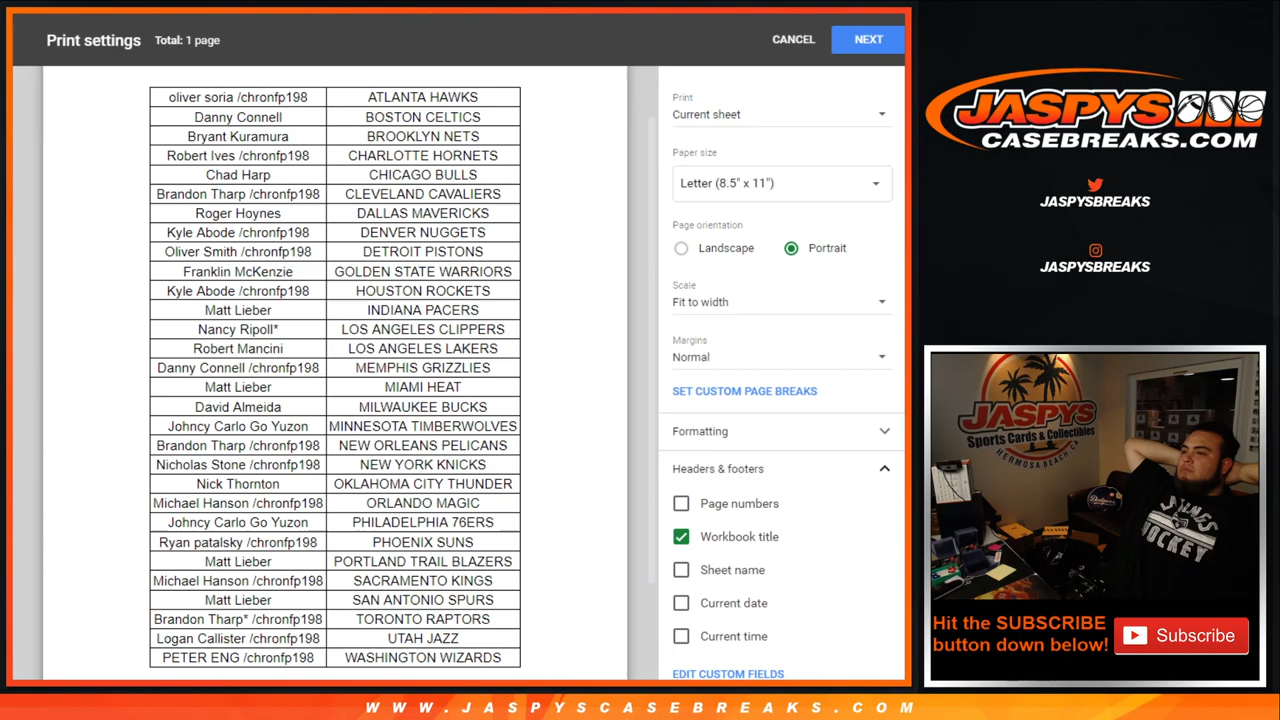 Print settings Total: 1 page CANCEL NEXT
oliver soria /chronfp198 ATLANTA HAWKS
Danny Connell BOSTON CELTICS
Bryant Kuramura BROOKLYN NETS
Robert Ives /chronfp198 CHARLOTTE HORNETS
Chad Harp CHICAGO BULLS
Brandon Tharp /chronfp198 CLEVELAND CAVALIERS
Roger Hoynes DALLAS MAVERICKS
Kyle Abode /chronfp198 DENVER NUGGETS
Oliver Smith /chronfp198 DETROIT PISTONS
Franklin McKenzie GOLDEN STATE WARRIORS
Kyle Abode /chronfp198 HOUSTON ROCKETS
Matt Lieber INDIANA PACERS
Nancy Ripoll* LOS ANGELES CLIPPERS
Robert Mancini LOS ANGELES LAKERS
Danny Connell /chronfp198 MEMPHIS GRIZZLIES
Matt Lieber MIAMI HEAT
David Almeida MILWAUKEE BUCKS
Johncy Carlo Go Yuzon MINNESOTA TIMBERWOLVES
Brandon Tharp /chronfp198 NEW ORLEANS PELICANS
Nicholas Stone /chronfp198 NEW YORK KNICKS
Nick Thornton OKLAHOMA CITY THUNDER
Michael Hanson /chronfp198 ORLANDO MAGIC
Johncy Carlo Go Yuzon PHILADELPHIA 76ERS
Ryan patalsky /chronfp198 PHOENIX SUNS
Matt Lieber PORTLAND TRAIL BLAZERS
Michael Hanson /chronfp198 SACRAMENTO KINGS
Matt Lieber SAN ANTONIO SPURS
Brandon Tharp* /chronfp198 TORONTO RAPTORS
Logan Callister /chronfp198 UTAH JAZZ
PETER ENG /chronfp198 WASHINGTON WIZARDS
Print
Current sheet
Paper size
Letter (8.5" x 11")
Page orientation
Landscape Portrait
Scale
Fit to width
Margins
Normal
SET CUSTOM PAGE BREAKS
Formatting
Headers & footers
Page numbers
Workbook title
Sheet name
Current date
Current time
EDIT CUSTOM FIELDS
JASPYS
CASEBREAKS.COM
JASPYSBREAKS
JASPYSBREAKS
JASPYS
Sports Cards & Collectibles
HERMOSA BEACH, CA
Dodgers
KINGS
HOCKEY
Hit the SUBSCRIBE
button down below!
Subscribe
WWW.JASPYSCASEBREAKS.COM